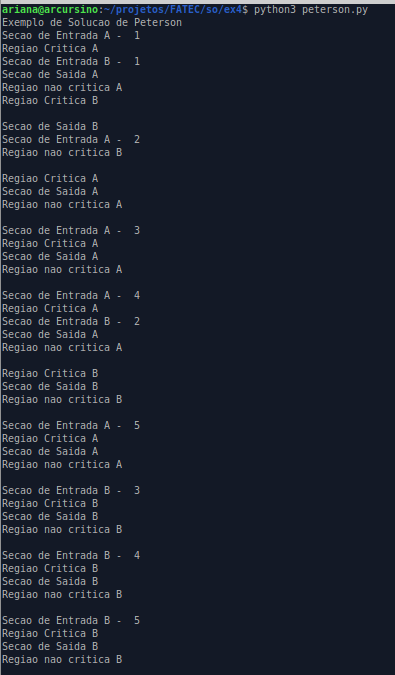 ariana@arcursino:~/projetos/FATEC/so/ex4$ python3 peterson.py
Exemplo de Solucao de Peterson
Secao de Entrada A -  1
Regiao Critica A
Secao de Entrada B -  1
Secao de Saida A
Regiao nao critica A
Regiao Critica B

Secao de Saida B
Secao de Entrada A -  2
Regiao nao critica B

Regiao Critica A
Secao de Saida A
Regiao nao critica A

Secao de Entrada A -  3
Regiao Critica A
Secao de Saida A
Regiao nao critica A

Secao de Entrada A -  4
Regiao Critica A
Secao de Entrada B -  2
Secao de Saida A
Regiao nao critica A

Regiao Critica B
Secao de Saida B
Regiao nao critica B

Secao de Entrada A -  5
Regiao Critica A
Secao de Saida A
Regiao nao critica A

Secao de Entrada B -  3
Regiao Critica B
Secao de Saida B
Regiao nao critica B

Secao de Entrada B -  4
Regiao Critica B
Secao de Saida B
Regiao nao critica B

Secao de Entrada B -  5
Regiao Critica B
Secao de Saida B
Regiao nao critica B